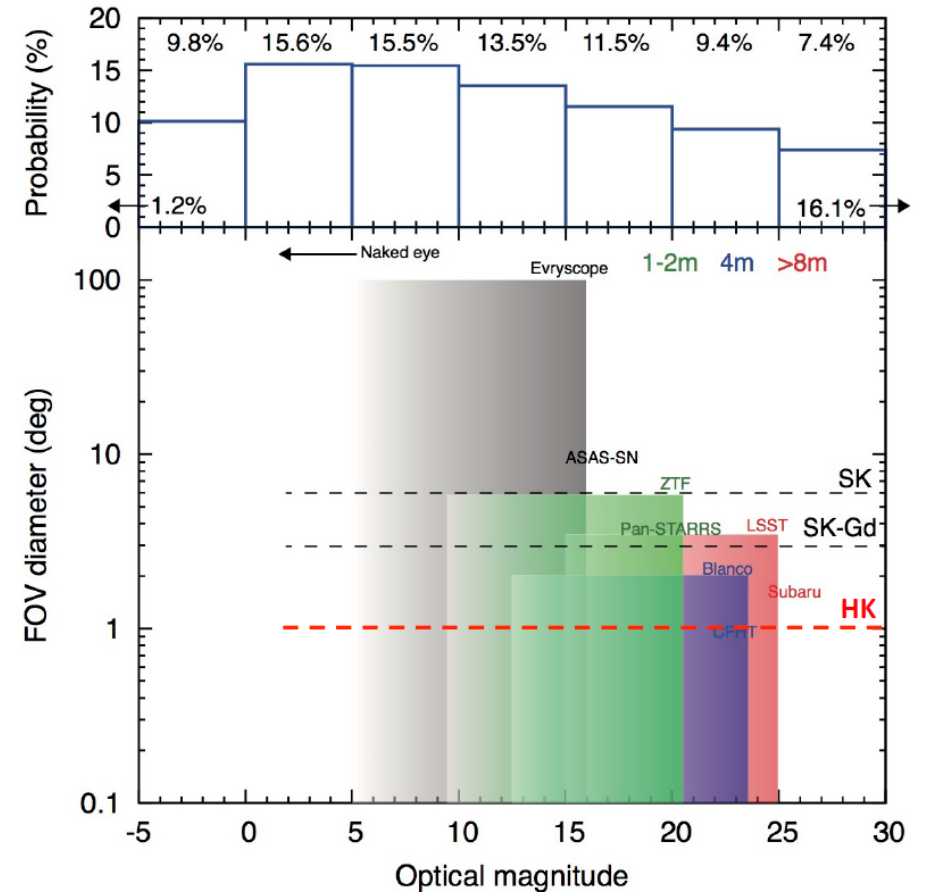 20
9.8% 15.6% 15.5% 13.5% 11.5% 9.4% 7.4%
15
Probability (%)
10
5
1.2% 16.1%
0
Naked eye
Evryscope 1-2m 4m >8m
100
FOV diameter (deg)
10
ASAS-SN
ZTF SK
Pan-STARRS LSST SK-Gd
Blanco
Subaru
HK
1
CFHT
0.1
-5 0 5 10 15 20 25 30
Optical magnitude